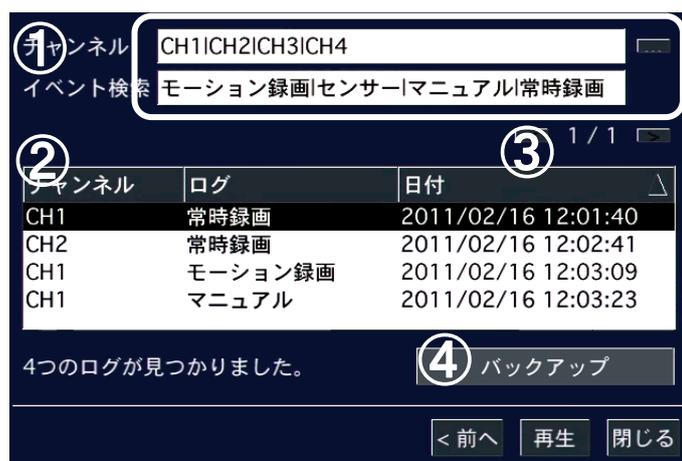 ① チャンネル CH1|CH2|CH3|CH4 ...
イベント検索 モーション録画|センサー|マニュアル|常時録画
③ 1 / 1 >
②
チャンネル ログ 日付 △
CH1 常時録画 2011/02/16 12:01:40
CH2 常時録画 2011/02/16 12:02:41
CH1 モーション録画 2011/02/16 12:03:09
CH1 マニュアル 2011/02/16 12:03:23
4つのログが見つかりました。 ④ バックアップ
< 前へ 再生 閉じる